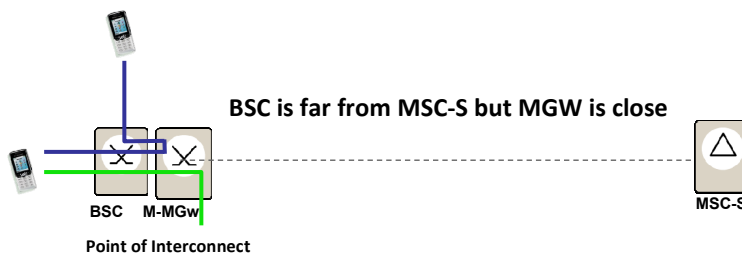 BSC is far from MSC-S but MGW is close
BSC M-MGw
MSC-S
Point of Interconnect